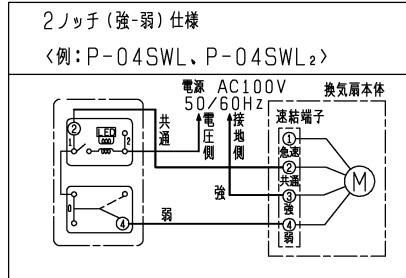 2ノッチ(強-弱)仕様
〈例:P-04SWL、P-04SWL₂〉
電源 AC100V
50/60Hz
換気扇本体
速結端子
共通
電圧側
接地側
② LED
1 2
① 急速
② 共通
③ 強
④ 弱
M
強
0
④
弱